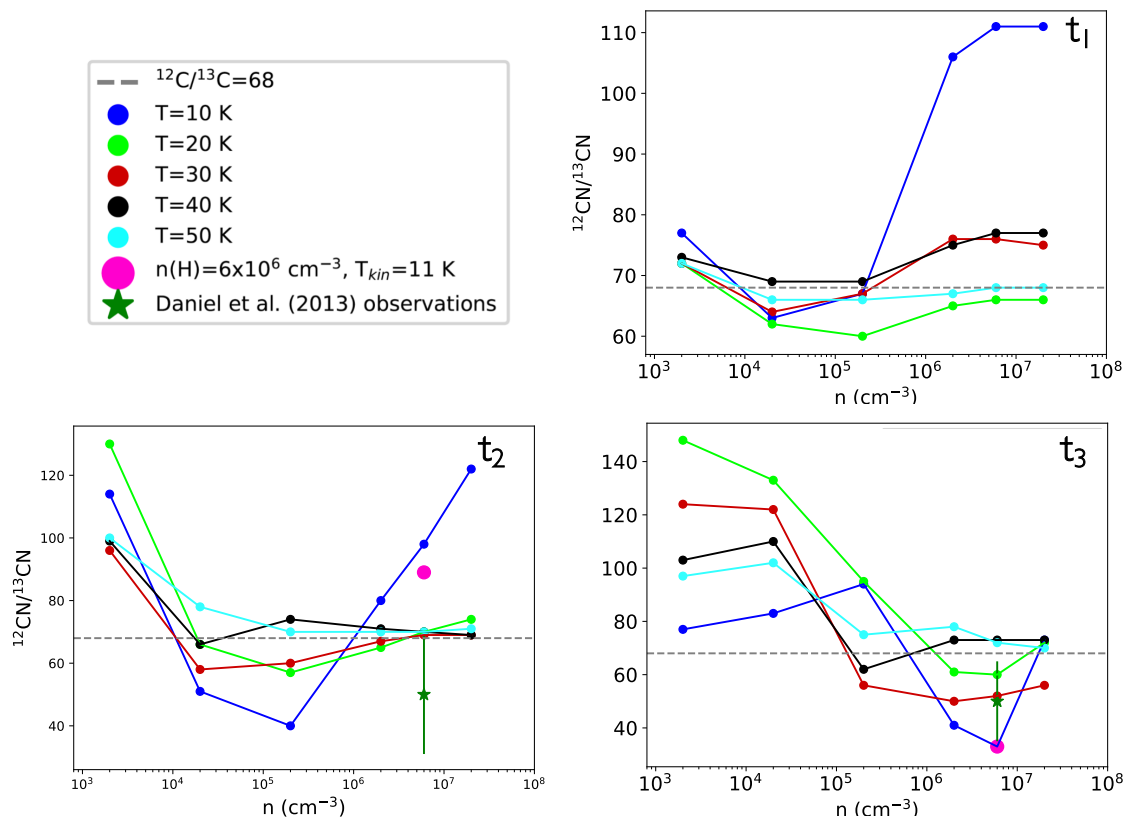 ¹²C/¹³C=68
T=10 K
T=20 K
T=30 K
T=40 K
T=50 K
n(H)=6x10⁶ cm⁻³, T_kin=11 K
Daniel et al. (2013) observations
t₁
110
100
90
80
70
60
¹²CN/¹³CN
10³ 10⁴ 10⁵ 10⁶ 10⁷ 10⁸
n (cm⁻³)
t₂
120
100
80
60
40
¹²CN/¹³CN
10³ 10⁴ 10⁵ 10⁶ 10⁷ 10⁸
n (cm⁻³)
t₃
140
120
100
80
60
40
10³ 10⁴ 10⁵ 10⁶ 10⁷ 10⁸
n (cm⁻³)